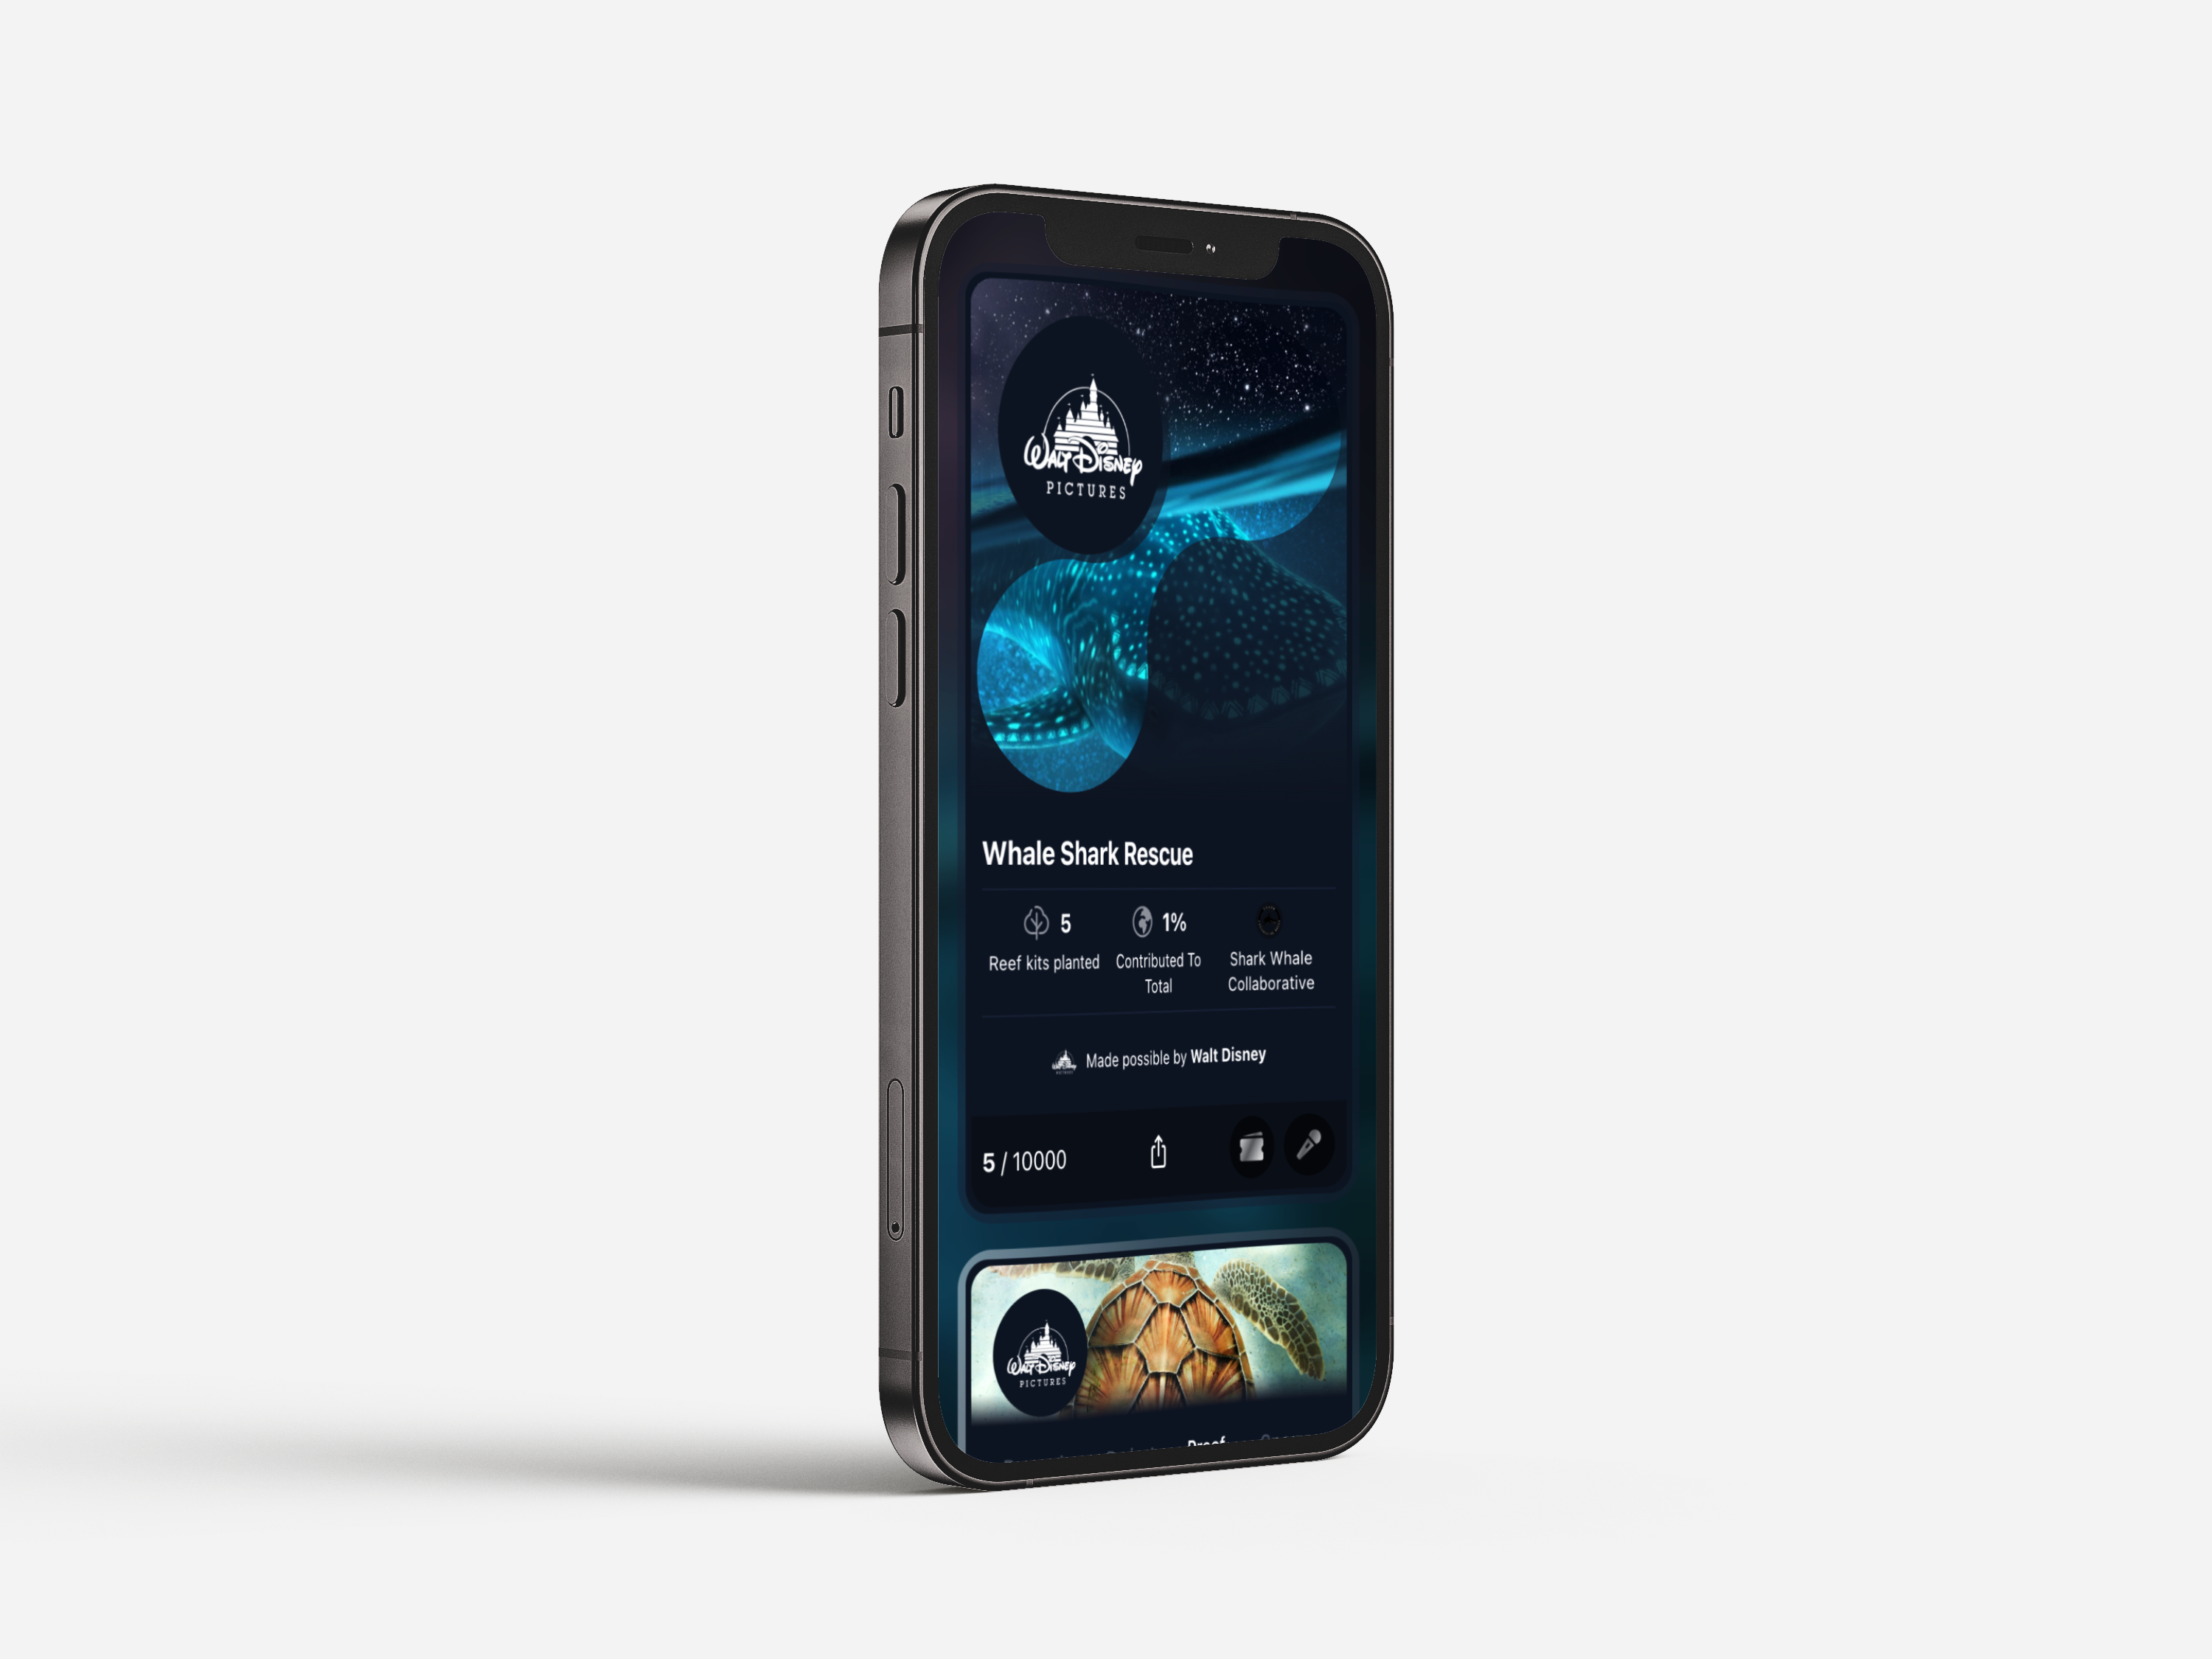 WALT DISNEY
PICTURES
Whale Shark Rescue
5
Reef kits planted
1%
Contributed To
Total
Shark Whale
Collaborative
Made possible by Walt Disney
5 / 10000
WALT DISNEY
PICTURES
Proof